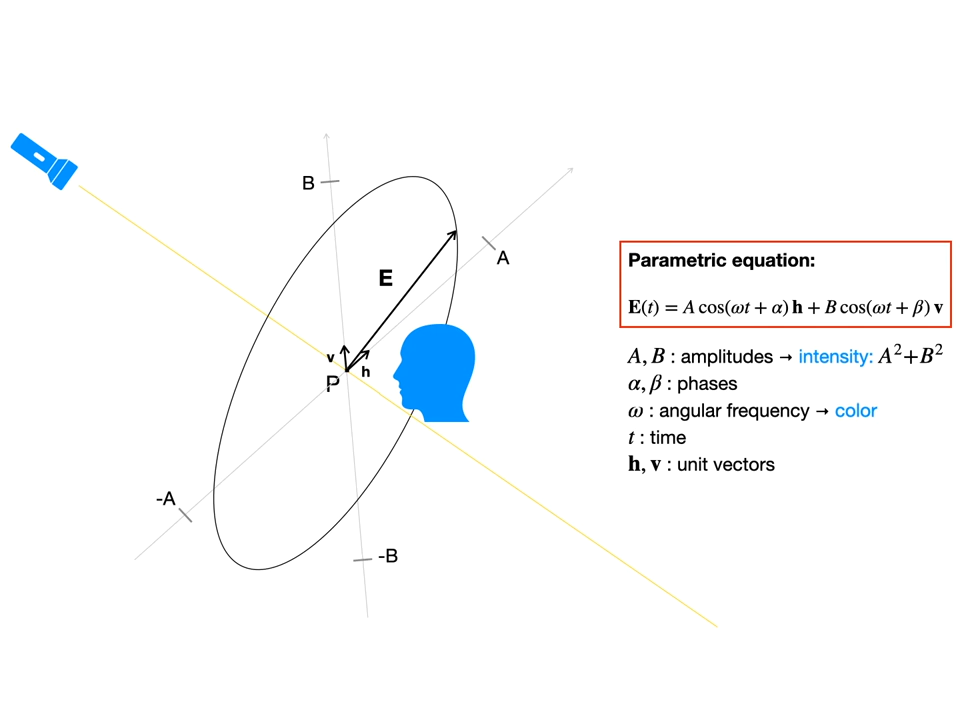 B
A
E
v
h
P
-A
-B
Parametric equation:
𝐄(t) = A cos(ωt + α) 𝐡 + B cos(ωt + β) 𝐯
A, B : amplitudes → intensity: A²+B²
α, β : phases
ω : angular frequency → color
t : time
𝐡, 𝐯 : unit vectors